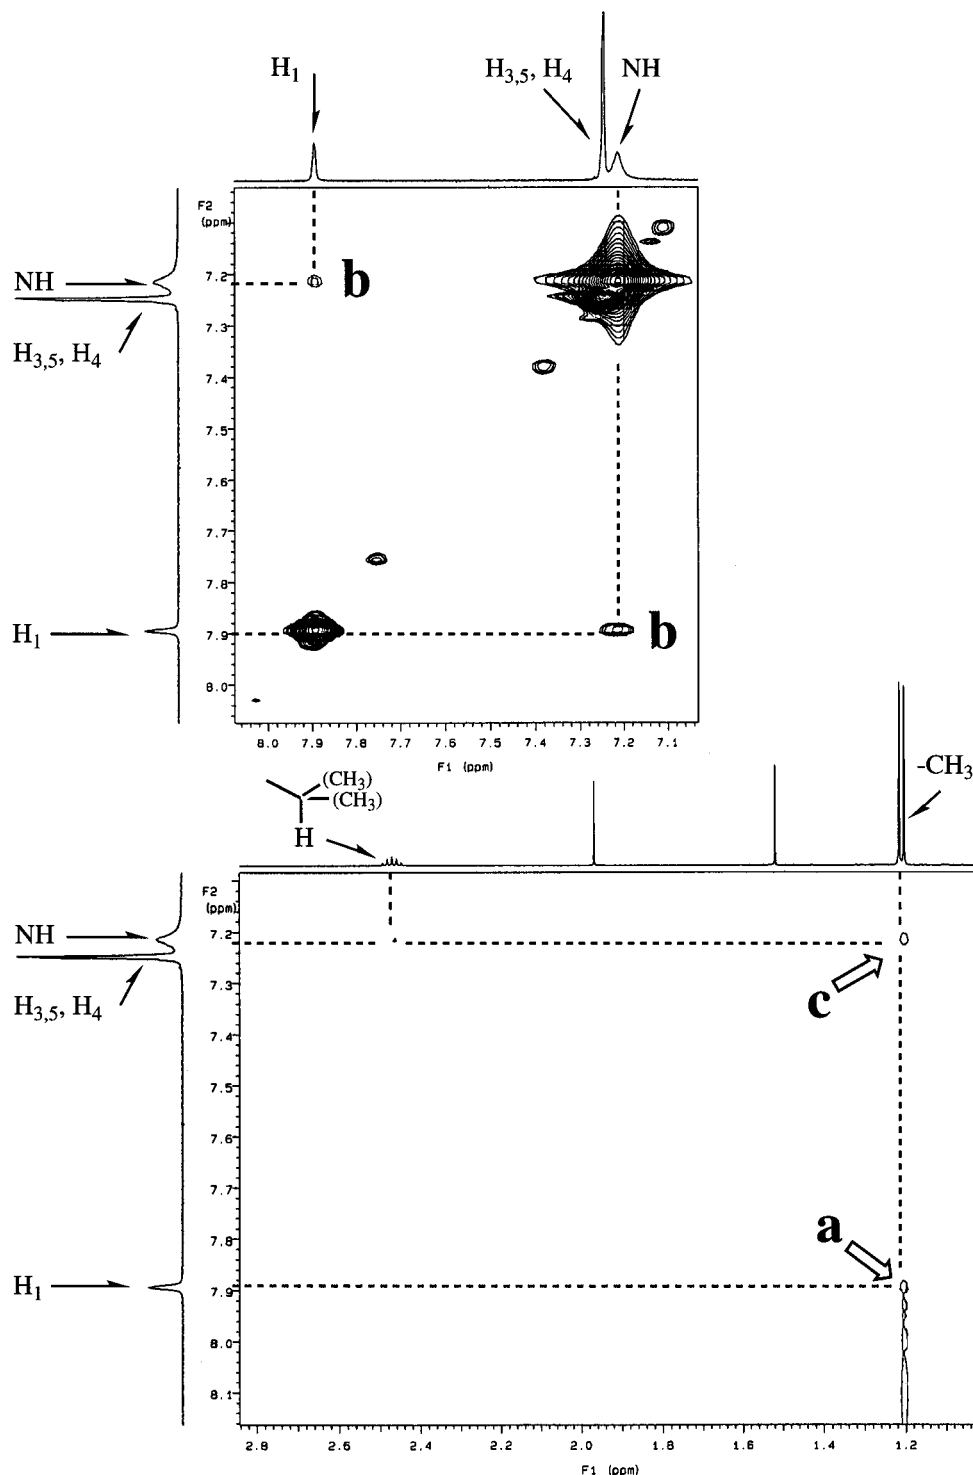 H1
H3,5, H4
NH
F2
(ppm)
NH
7.2
b
7.3
H3,5, H4
7.4
7.5
7.6
7.7
7.8
H1
7.9
b
8.0
8.0 7.9 7.8 7.7 7.6 7.5 7.4 7.3 7.2 7.1
F1 (ppm)
(CH3)
(CH3)
H
-CH3
F2
(ppm)
NH
7.2
7.3
H3,5, H4
c
7.4
7.5
7.6
7.7
7.8
a
H1
7.9
8.0
8.1
2.8 2.6 2.4 2.2 2.0 1.8 1.6 1.4 1.2
F1 (ppm)